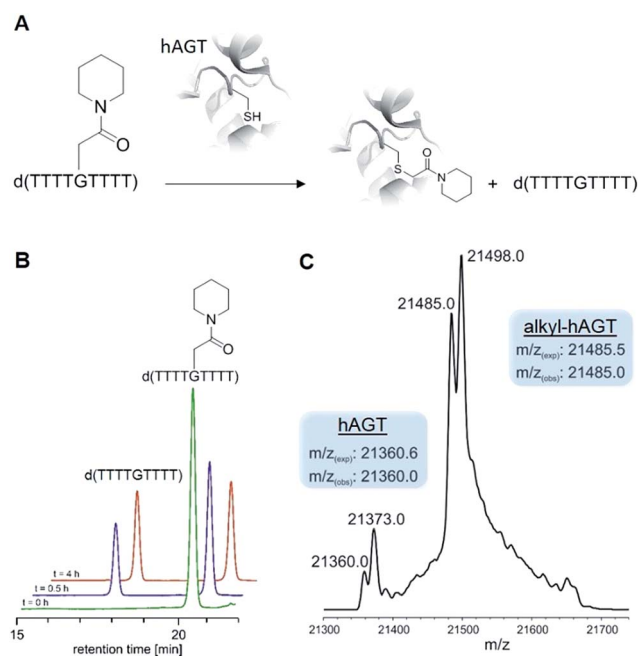 A
hAGT
N
O
SH
d(TTTTGTTTT)
O
S
N
+ d(TTTTGTTTT)
B
N
O
d(TTTTGTTTT)
d(TTTTGTTTT)
t = 4 h
t = 0.5 h
t = 0 h
15 20
retention time [min]
C
21498.0
21485.0
alkyl-hAGT
m/z(exp): 21485.5
m/z(obs): 21485.0
hAGT
m/z(exp): 21360.6
m/z(obs): 21360.0
21373.0
21360.0
21300 21400 21500 21600 21700
m/z